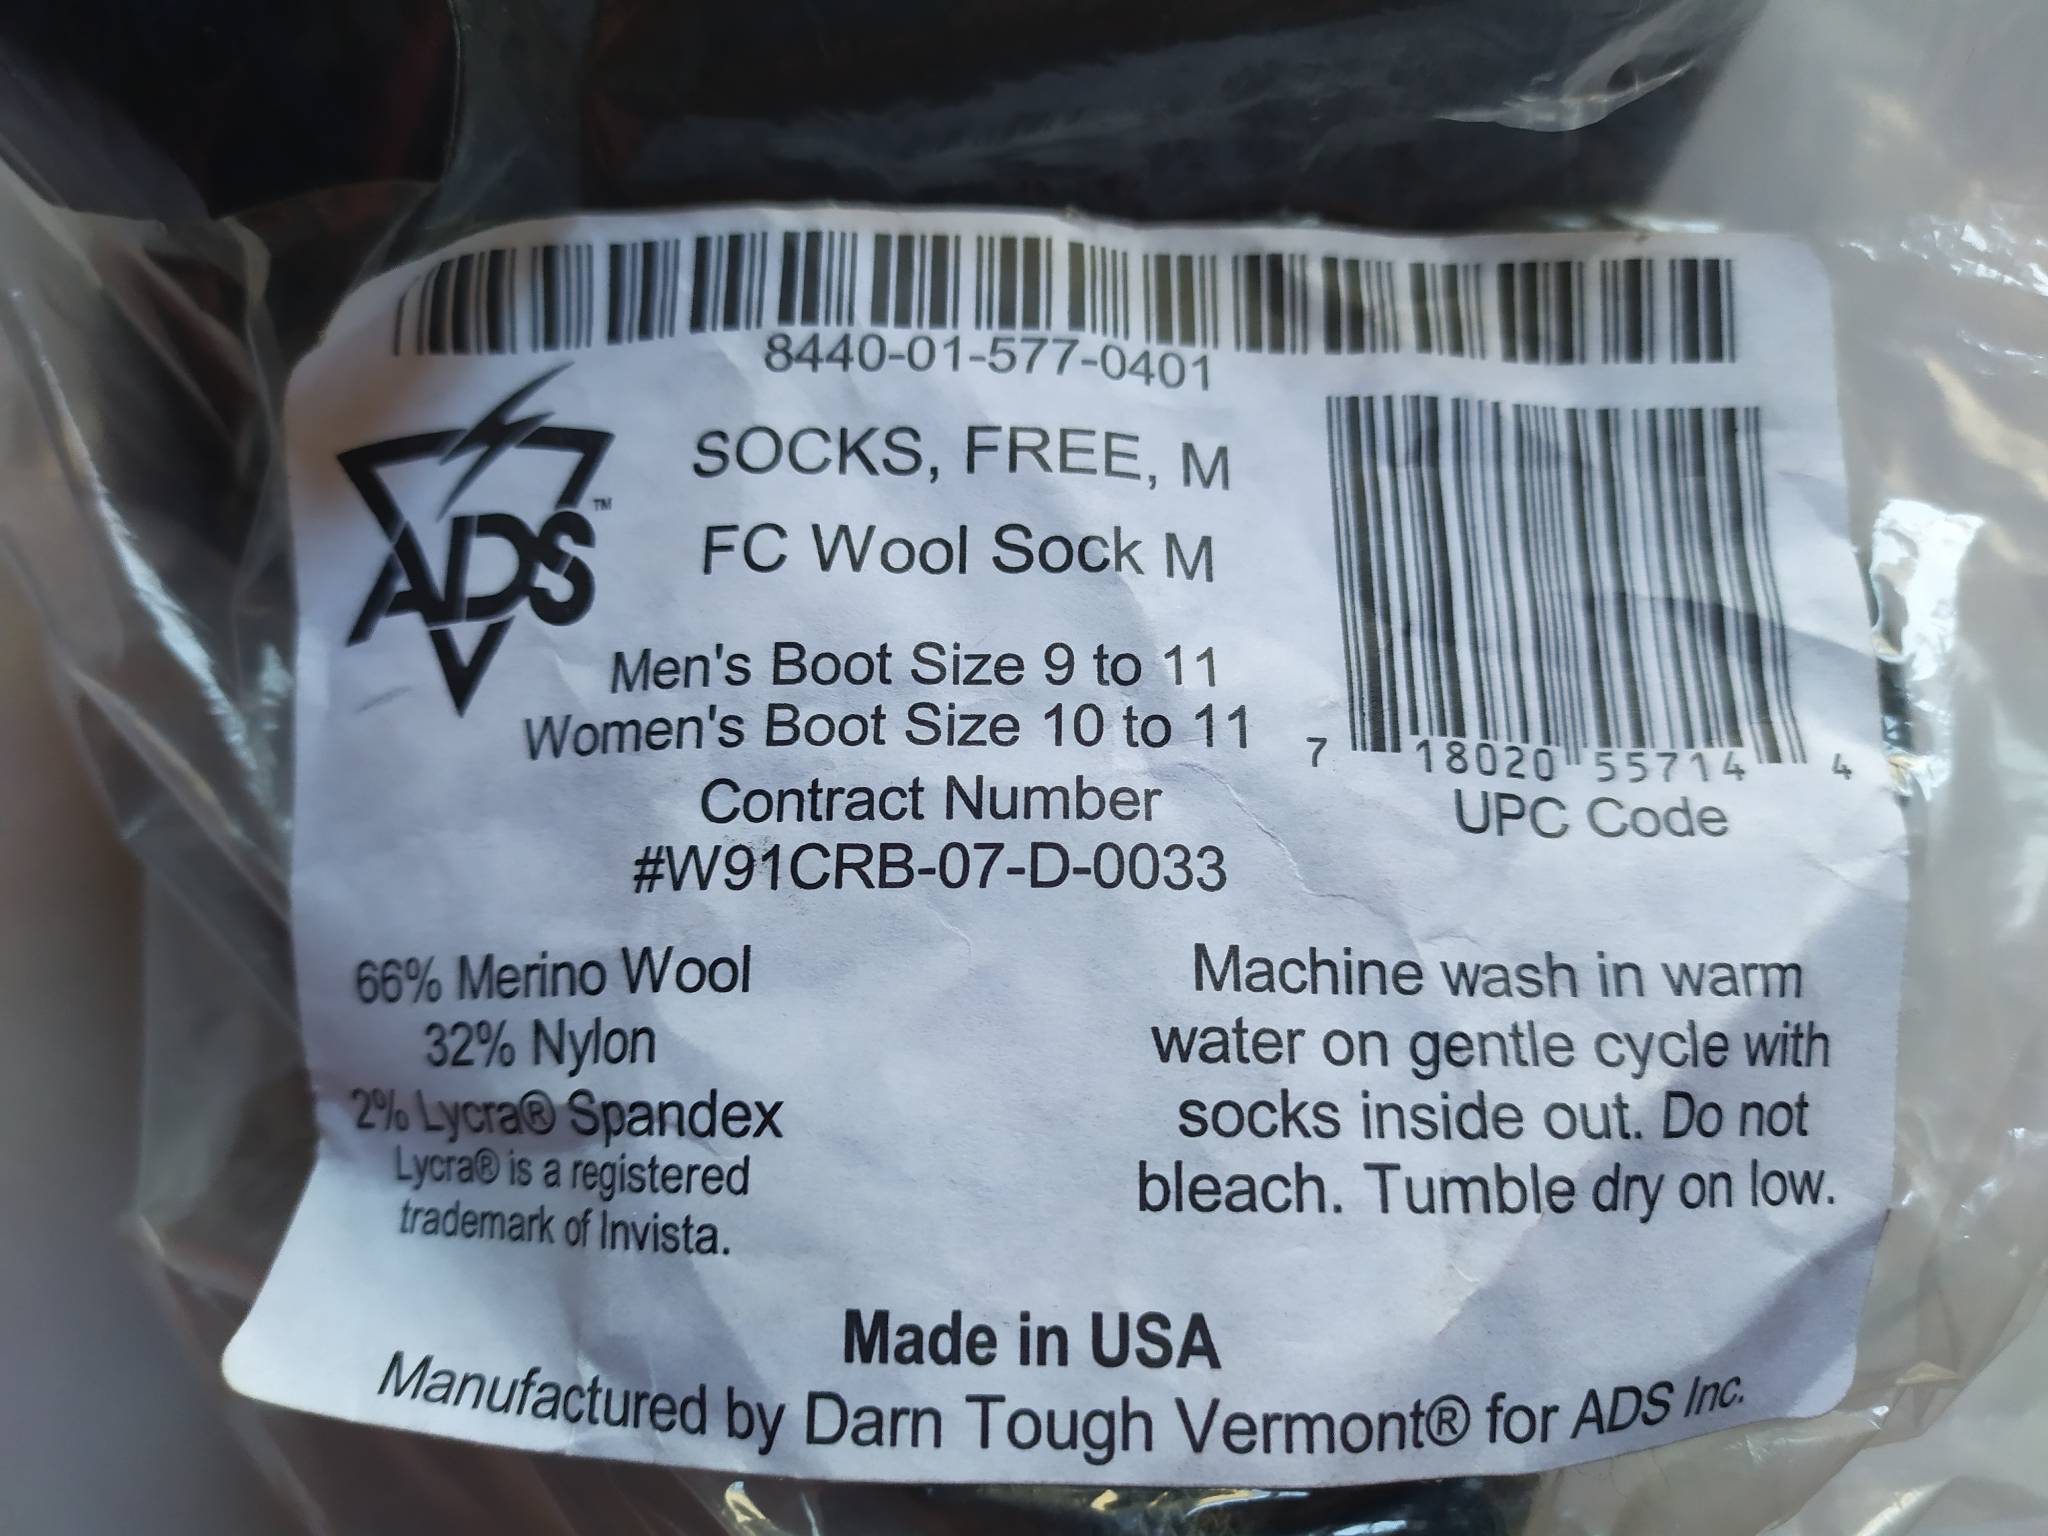 8440-01-577-0401
ADS™
SOCKS, FREE, M
FC Wool Sock M
Men's Boot Size 9 to 11
Women's Boot Size 10 to 11
Contract Number
#W91CRB-07-D-0033
7 18020 55714 4
UPC Code
66% Merino Wool
32% Nylon
2% Lycra® Spandex
Lycra® is a registered
trademark of Invista.
Machine wash in warm
water on gentle cycle with
socks inside out. Do not
bleach. Tumble dry on low.
Made in USA
Manufactured by Darn Tough Vermont® for ADS Inc.